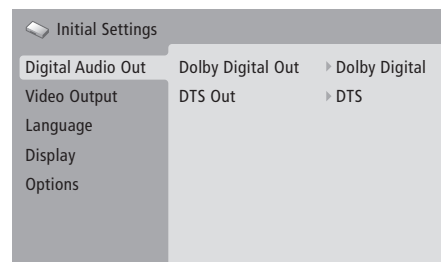 Initial Settings
Digital Audio Out Dolby Digital Out Dolby Digital
Video Output DTS Out DTS
Language
Display
Options